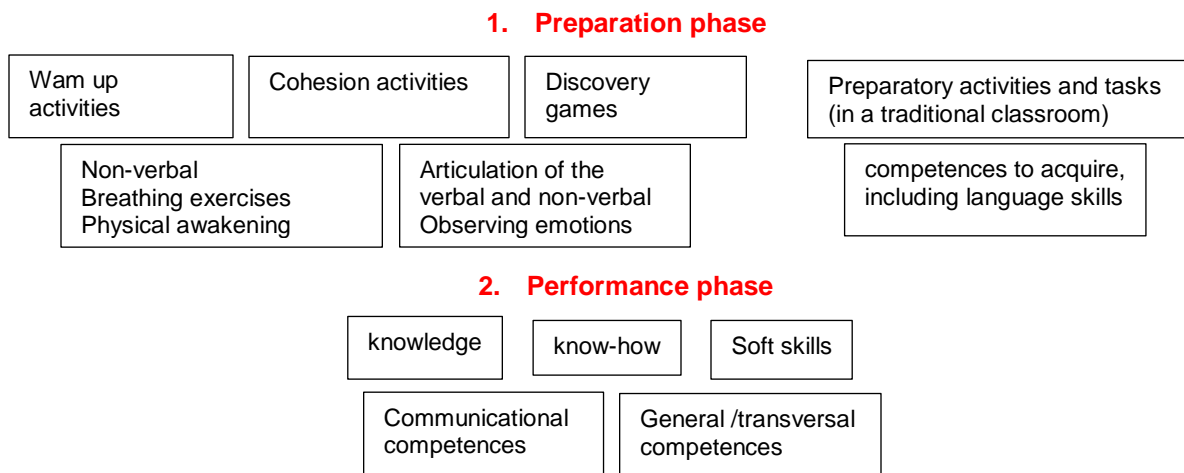 1. Preparation phase
Wam up
activities
Cohesion activities
Discovery
games
Preparatory activities and tasks
(in a traditional classroom)
Non-verbal
Breathing exercises
Physical awakening
Articulation of the
verbal and non-verbal
Observing emotions
competences to acquire,
including language skills
2. Performance phase
knowledge
know-how
Soft skills
Communicational
competences
General /transversal
competences